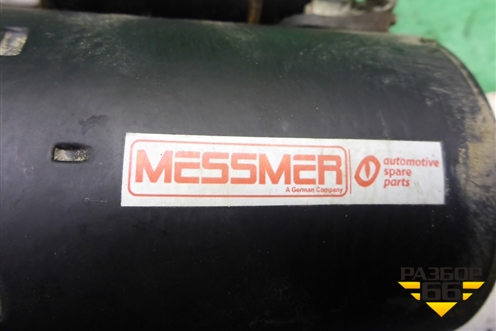 MESSMER
A German Company
automotive
spare
parts
РАЗБОР
66